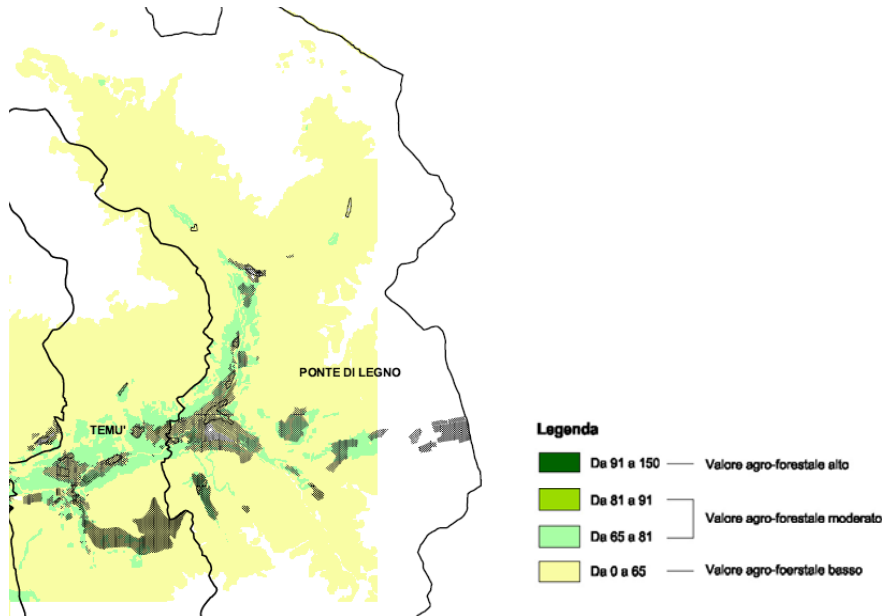 PONTE DI LEGNO
TEMU'
Legenda
Da 91 a 150
Valore agro-forestale alto
Da 81 a 91
Valore agro-forestale moderato
Da 65 a 81
Da 0 a 65
Valore agro-foerstale basso